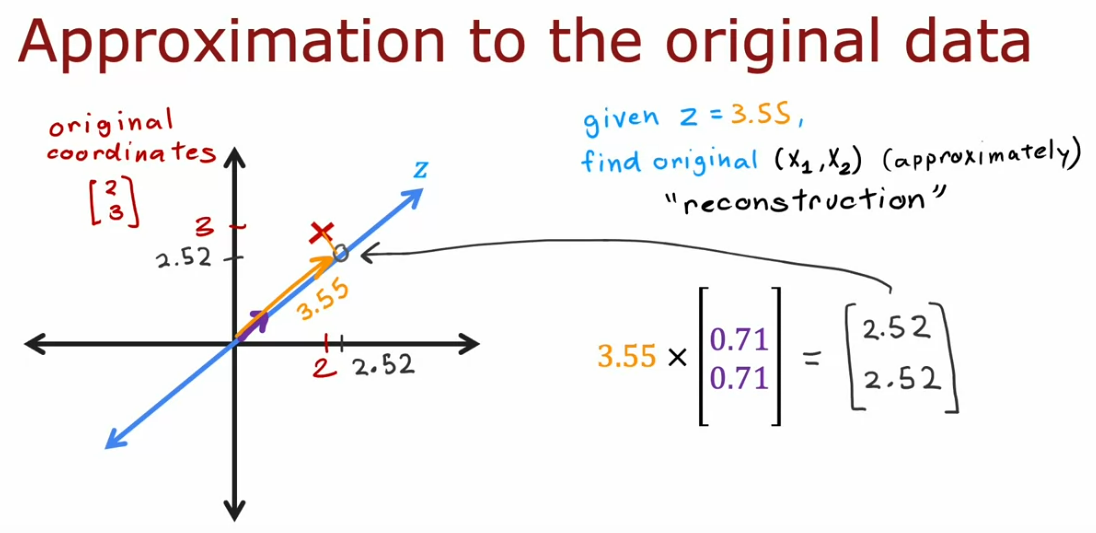 Approximation to the original data
original
coordinates
[2
3]
3
2.52
2
2.52
z
3.55
given z = 3.55,
find original (x₁,x₂) (approximately)
"reconstruction"
3.55 × [0.71
0.71] = [2.52
2.52]